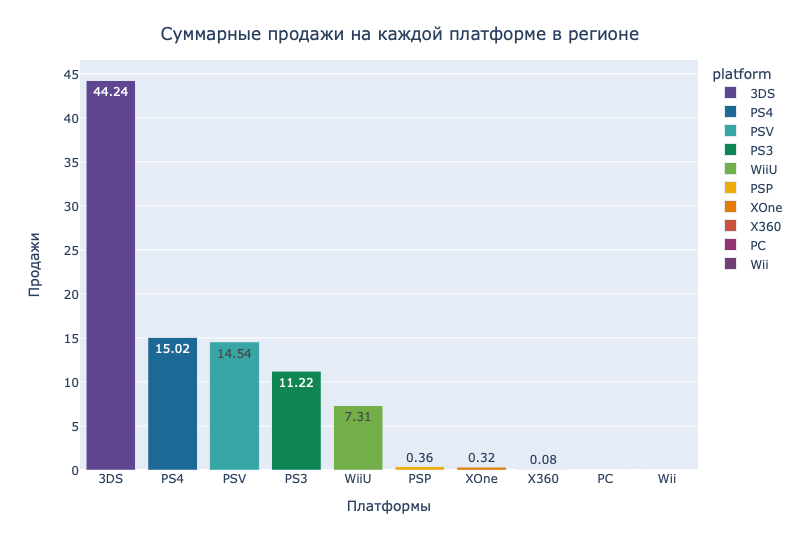 Суммарные продажи на каждой платформе в регионе
Продажи
45
40
35
30
25
20
15
10
5
0
44.24
15.02
14.54
11.22
7.31
0.36
0.32
0.08
3DS
PS4
PSV
PS3
WiiU
PSP
XOne
X360
PC
Wii
Платформы
platform
3DS
PS4
PSV
PS3
WiiU
PSP
XOne
X360
PC
Wii